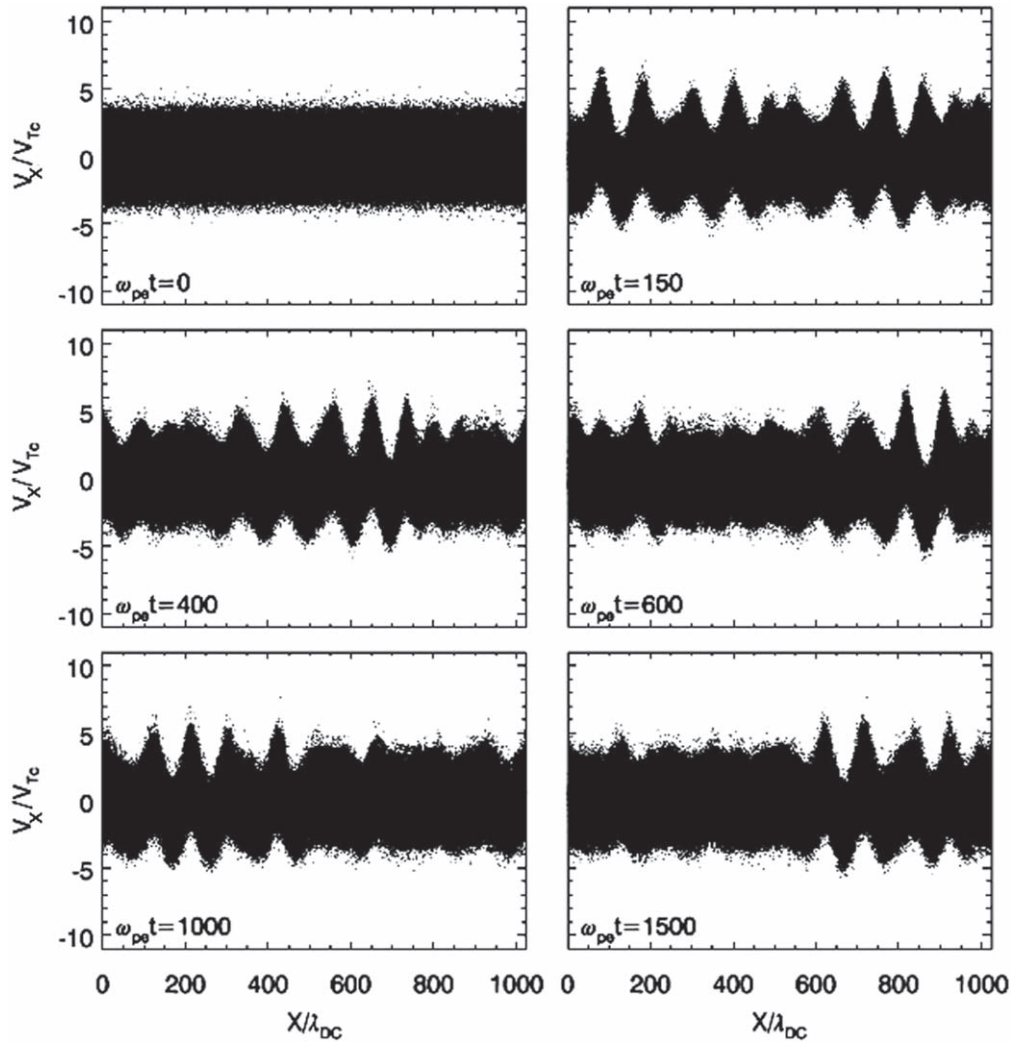 10
5
0
-5
-10
V_X/V_Tc
ω_pe t=0
ω_pe t=150
10
5
0
-5
-10
V_X/V_Tc
ω_pe t=400
ω_pe t=600
10
5
0
-5
-10
V_X/V_Tc
ω_pe t=1000
ω_pe t=1500
0 200 400 600 800 1000 0 200 400 600 800 1000
X/λ_DC X/λ_DC